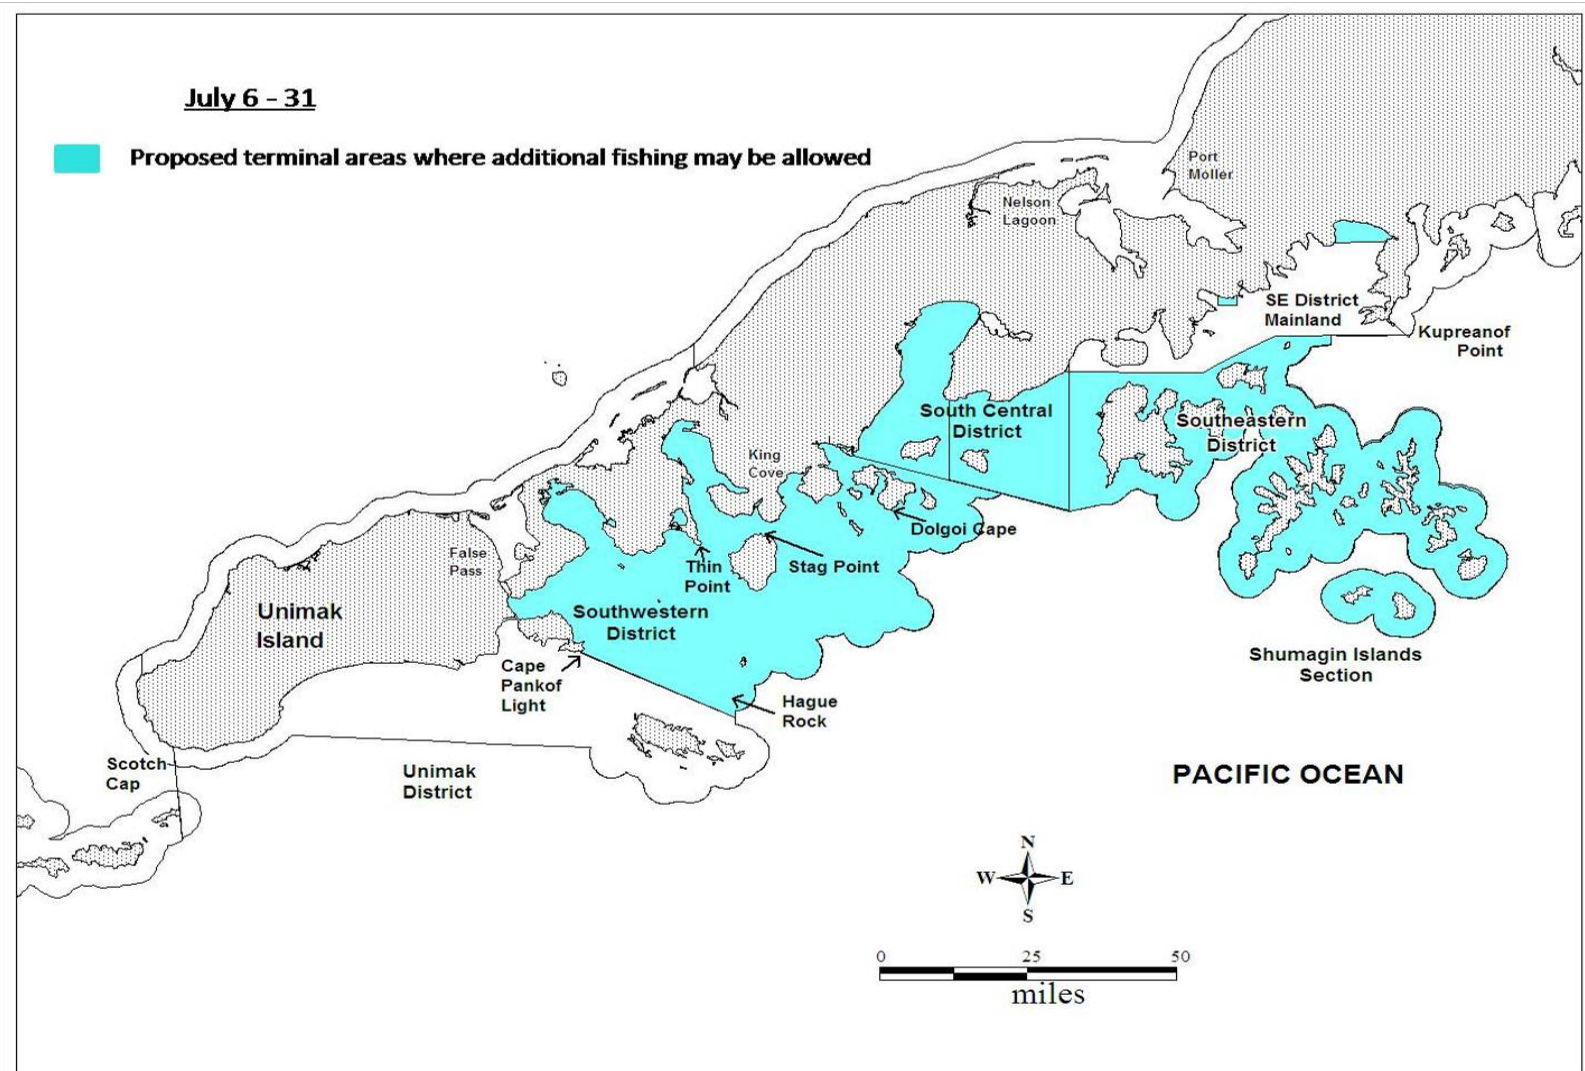 July 6 - 31
Proposed terminal areas where additional fishing may be allowed
Port
Moller
Nelson
Lagoon
SE District
Mainland
Kupreanof
Point
South Central
District
Southeastern
District
King
Cove
Dolgoi Cape
False
Pass
Thin
Point
Stag Point
Unimak
Island
Southwestern
District
Cape
Pankof
Light
Hague
Rock
Shumagin Islands
Section
Scotch
Cap
Unimak
District
PACIFIC OCEAN
N
W E
S
0 25 50
miles